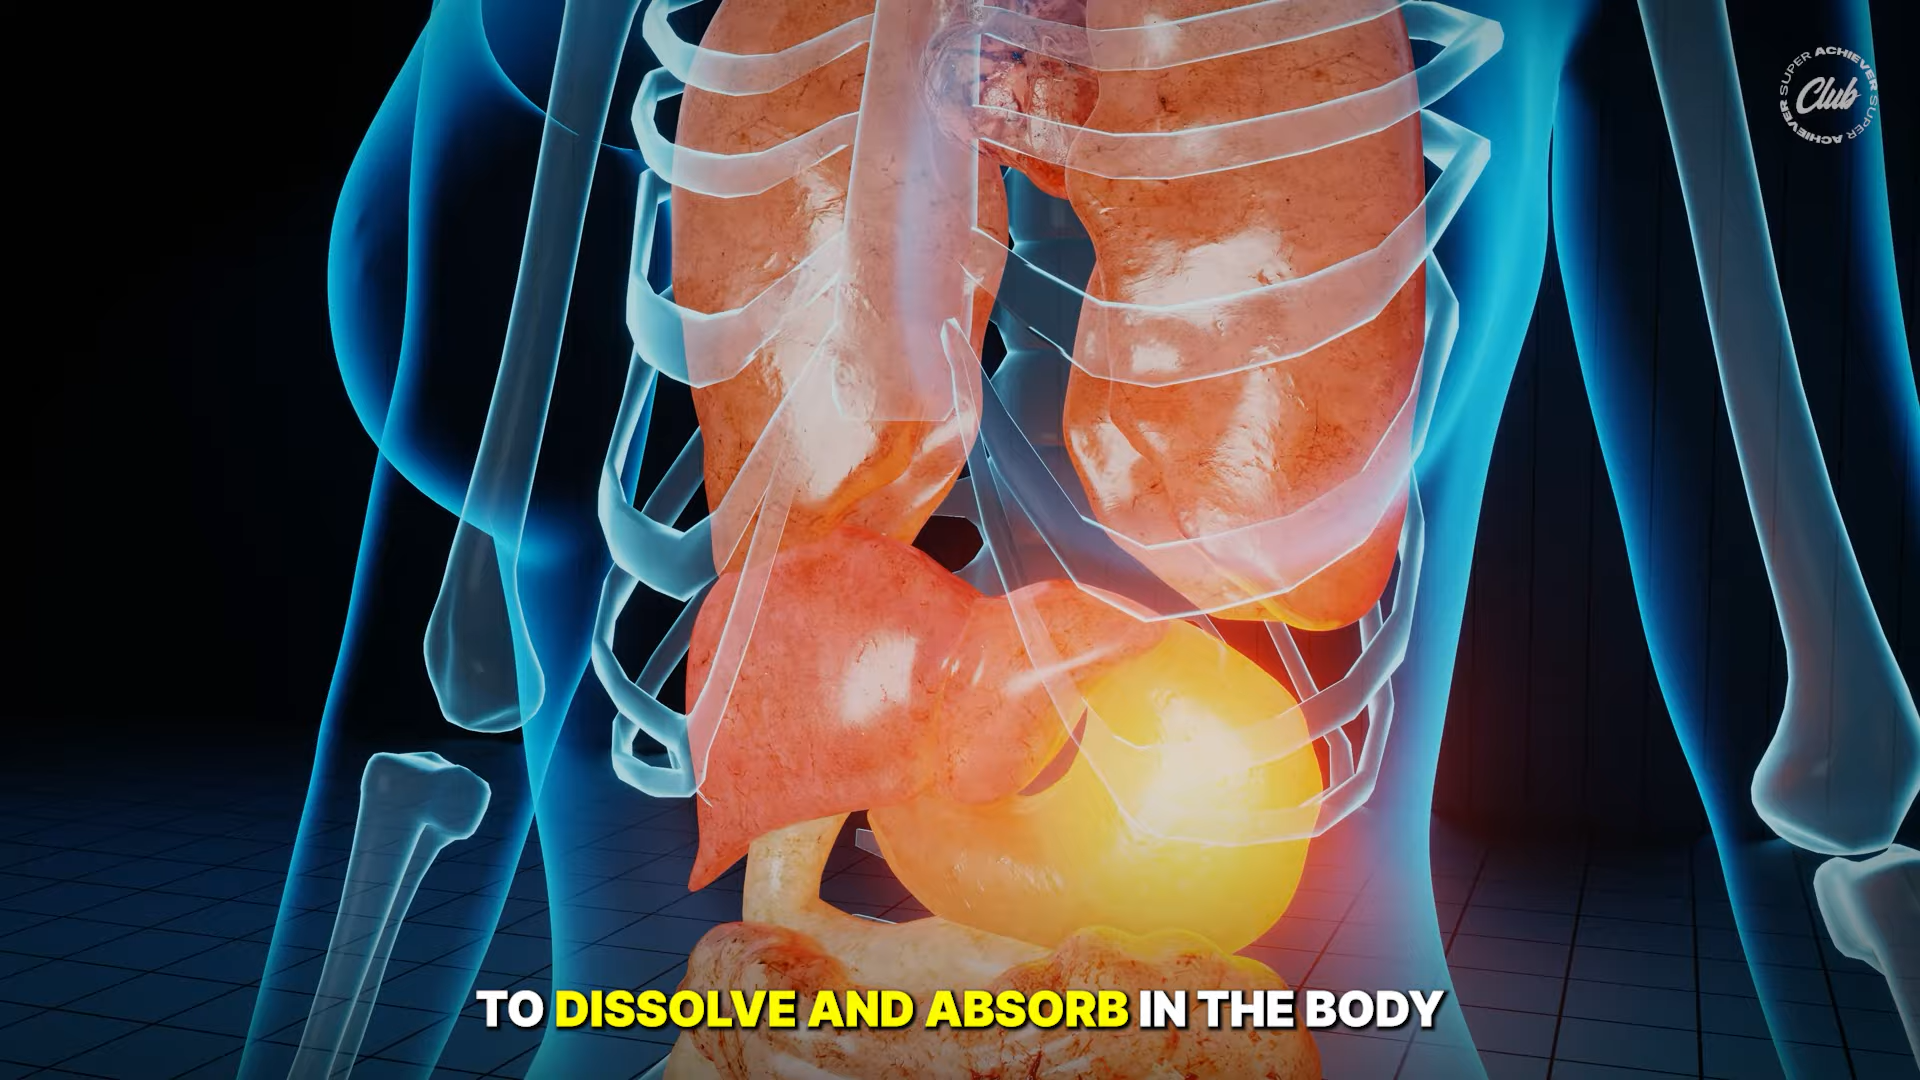 SUPER ACHIEVER SUPER ACHIEVER
Club
TO DISSOLVE AND ABSORB IN THE BODY